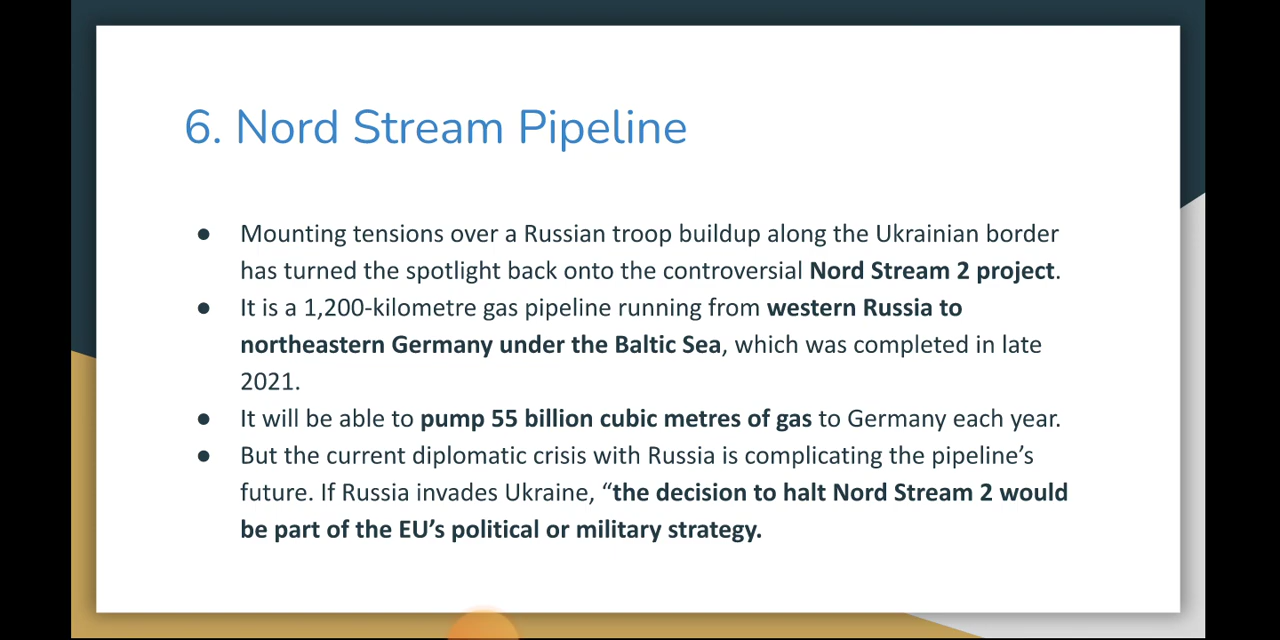 6. Nord Stream Pipeline
● Mounting tensions over a Russian troop buildup along the Ukrainian border
has turned the spotlight back onto the controversial Nord Stream 2 project.
● It is a 1,200-kilometre gas pipeline running from western Russia to
northeastern Germany under the Baltic Sea, which was completed in late
2021.
● It will be able to pump 55 billion cubic metres of gas to Germany each year.
● But the current diplomatic crisis with Russia is complicating the pipeline’s
future. If Russia invades Ukraine, “the decision to halt Nord Stream 2 would
be part of the EU’s political or military strategy.